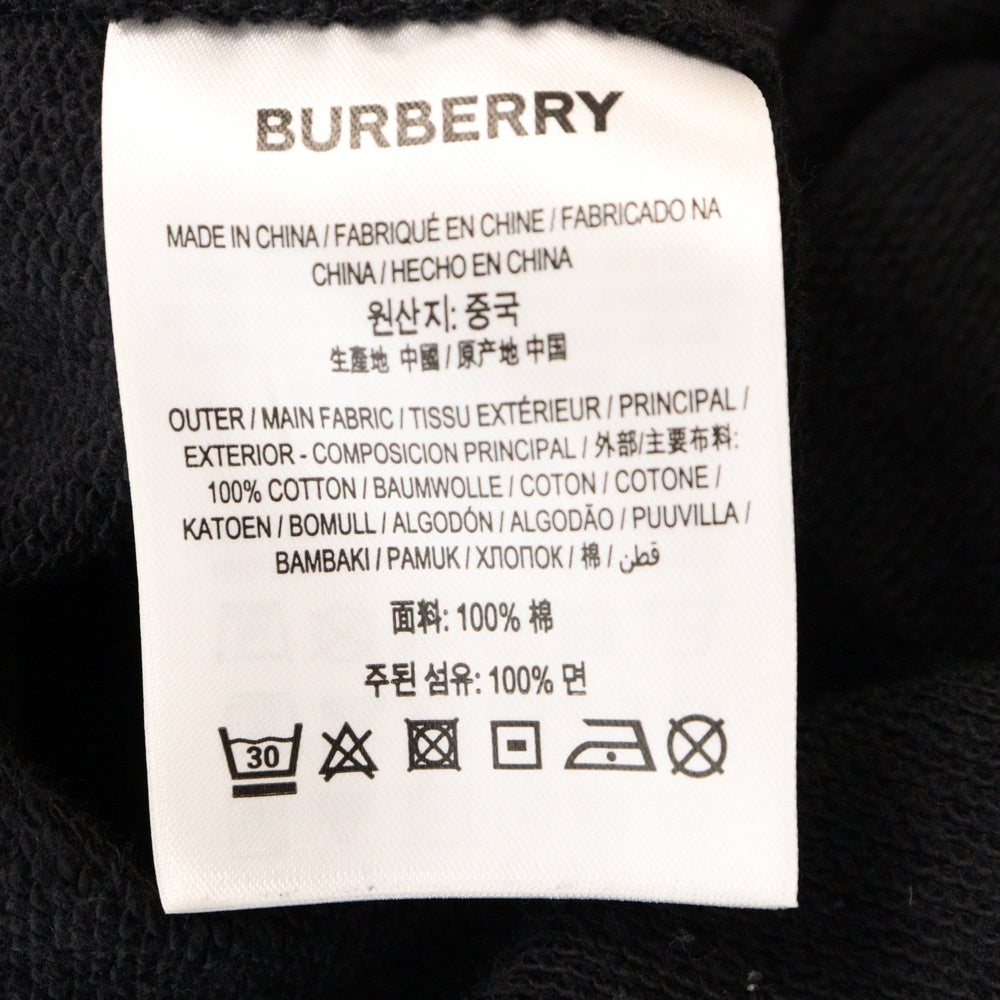 BURBERRY
MADE IN CHINA / FABRIQUÉ EN CHINE / FABRICADO NA
CHINA / HECHO EN CHINA
원산지: 중국
生產地 中國 / 原产地 中国
OUTER / MAIN FABRIC / TISSU EXTÉRIEUR / PRINCIPAL /
EXTERIOR - COMPOSICION PRINCIPAL / 外部/主要布料:
100% COTTON / BAUMWOLLE / COTON / COTONE /
KATOEN / BOMULL / ALGODÓN / ALGODÃO / PUUVILLA /
BAMBAKI / PAMUK / ХЛОПОК / 棉 / قطن
面料: 100% 棉
주된 섬유: 100% 면
30